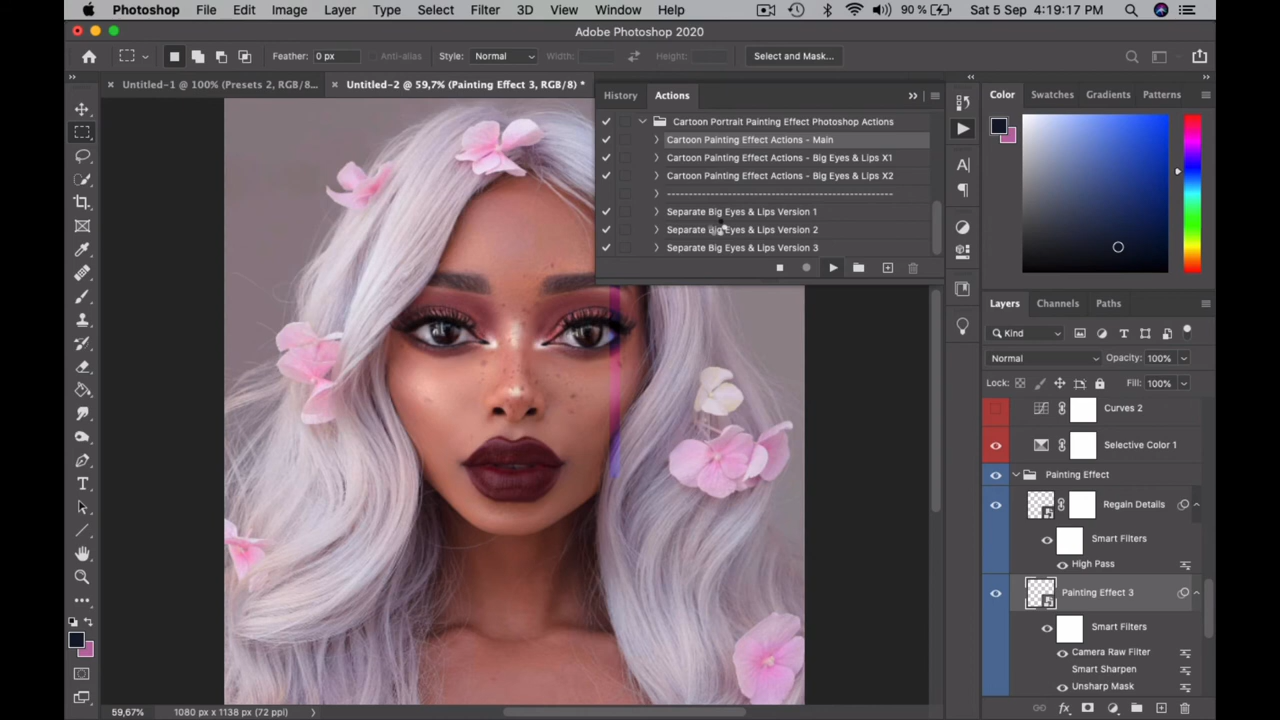 Photoshop File Edit Image Layer Type Select Filter 3D View Window Help 90 % Sat 5 Sep 4:19:17 PM
Adobe Photoshop 2020
Feather: 0 px Anti-alias Style: Normal Width: Height: Select and Mask...
Untitled-1 @ 100% (Presets 2, RGB/8... Untitled-2 @ 59,7% (Painting Effect 3, RGB/8) *
History Actions
Cartoon Portrait Painting Effect Photoshop Actions
Cartoon Painting Effect Actions - Main
Cartoon Painting Effect Actions - Big Eyes & Lips X1
Cartoon Painting Effect Actions - Big Eyes & Lips X2
Separate Big Eyes & Lips Version 1
Separate Big Eyes & Lips Version 2
Separate Big Eyes & Lips Version 3
Color Swatches Gradients Patterns
Layers Channels Paths
Kind
Normal Opacity: 100%
Lock: Fill: 100%
Curves 2
Selective Color 1
Painting Effect
Regain Details
Smart Filters
High Pass
Painting Effect 3
Smart Filters
Camera Raw Filter
Smart Sharpen
Unsharp Mask
59,67% 1080 px x 1138 px (72 ppi)